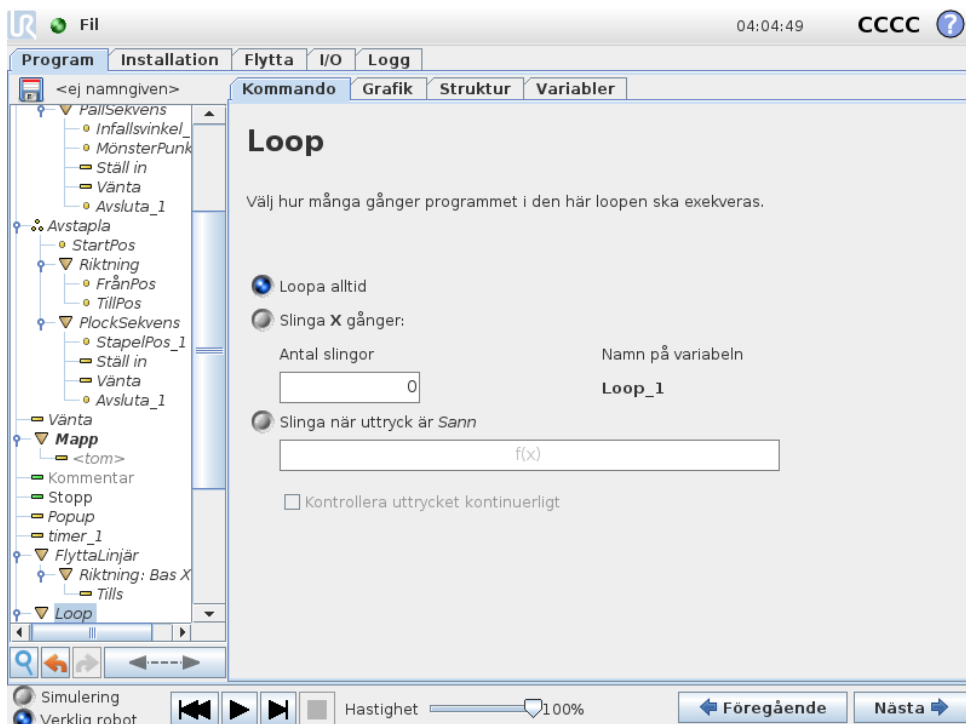 UR Fil 04:04:49 CCCC ?
Program Installation Flytta I/O Logg
<ej namngiven>
Kommando Grafik Struktur Variabler
PallSekvens
Infallsvinkel_
MönsterPunk
Ställ in
Vänta
Avsluta_1
Avstapla
StartPos
Riktning
FrånPos
TillPos
PlockSekvens
StapelPos_1
Ställ in
Vänta
Avsluta_1
Vänta
Mapp
<tom>
Kommentar
Stopp
Popup
timer_1
FlyttaLinjär
Riktning: Bas X
Tills
Loop
Loop
Välj hur många gånger programmet i den här loopen ska exekveras.
Loopa alltid
Slinga X gånger:
Antal slingor Namn på variabeln
0 Loop_1
Slinga när uttryck är Sann
f(x)
Kontrollera uttrycket kontinuerligt
Simulering
Verklig robot
Hastighet 100%
Föregående Nästa